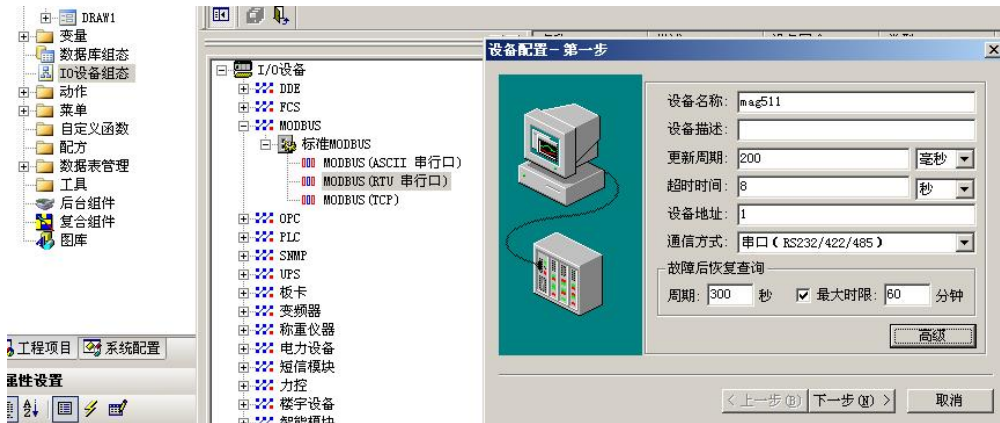 DRAW1
变量
数据库组态
IO设备组态
动作
菜单
自定义函数
配方
数据表管理
工具
后台组件
复合组件
图库
工程项目
系统配置
属性设置
I/O设备
DDE
FCS
MODBUS
标准MODBUS
MODBUS(ASCII 串行口)
MODBUS(RTU 串行口)
MODBUS(TCP)
OPC
PLC
SNMP
UPS
板卡
变频器
称重仪器
电力设备
短信模块
力控
楼宇设备
智能模块
设备配置－第一步
设备名称: mag511
设备描述:
更新周期: 200 毫秒
超时时间: 8 秒
设备地址: 1
通信方式: 串口(RS232/422/485)
故障后恢复查询
周期: 300 秒 最大时限: 60 分钟
高级
< 上一步(B) 下一步(N) > 取消